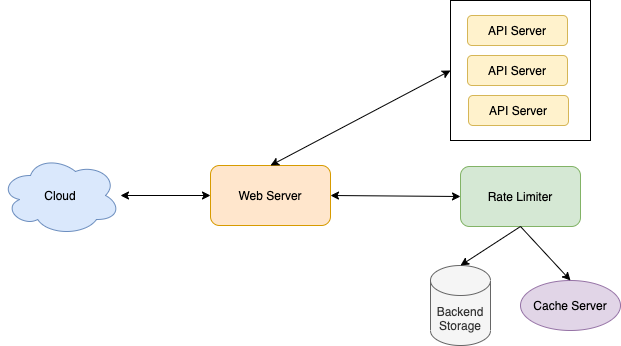 API Server
API Server
API Server
Cloud
Web Server
Rate Limiter
Backend
Storage
Cache Server